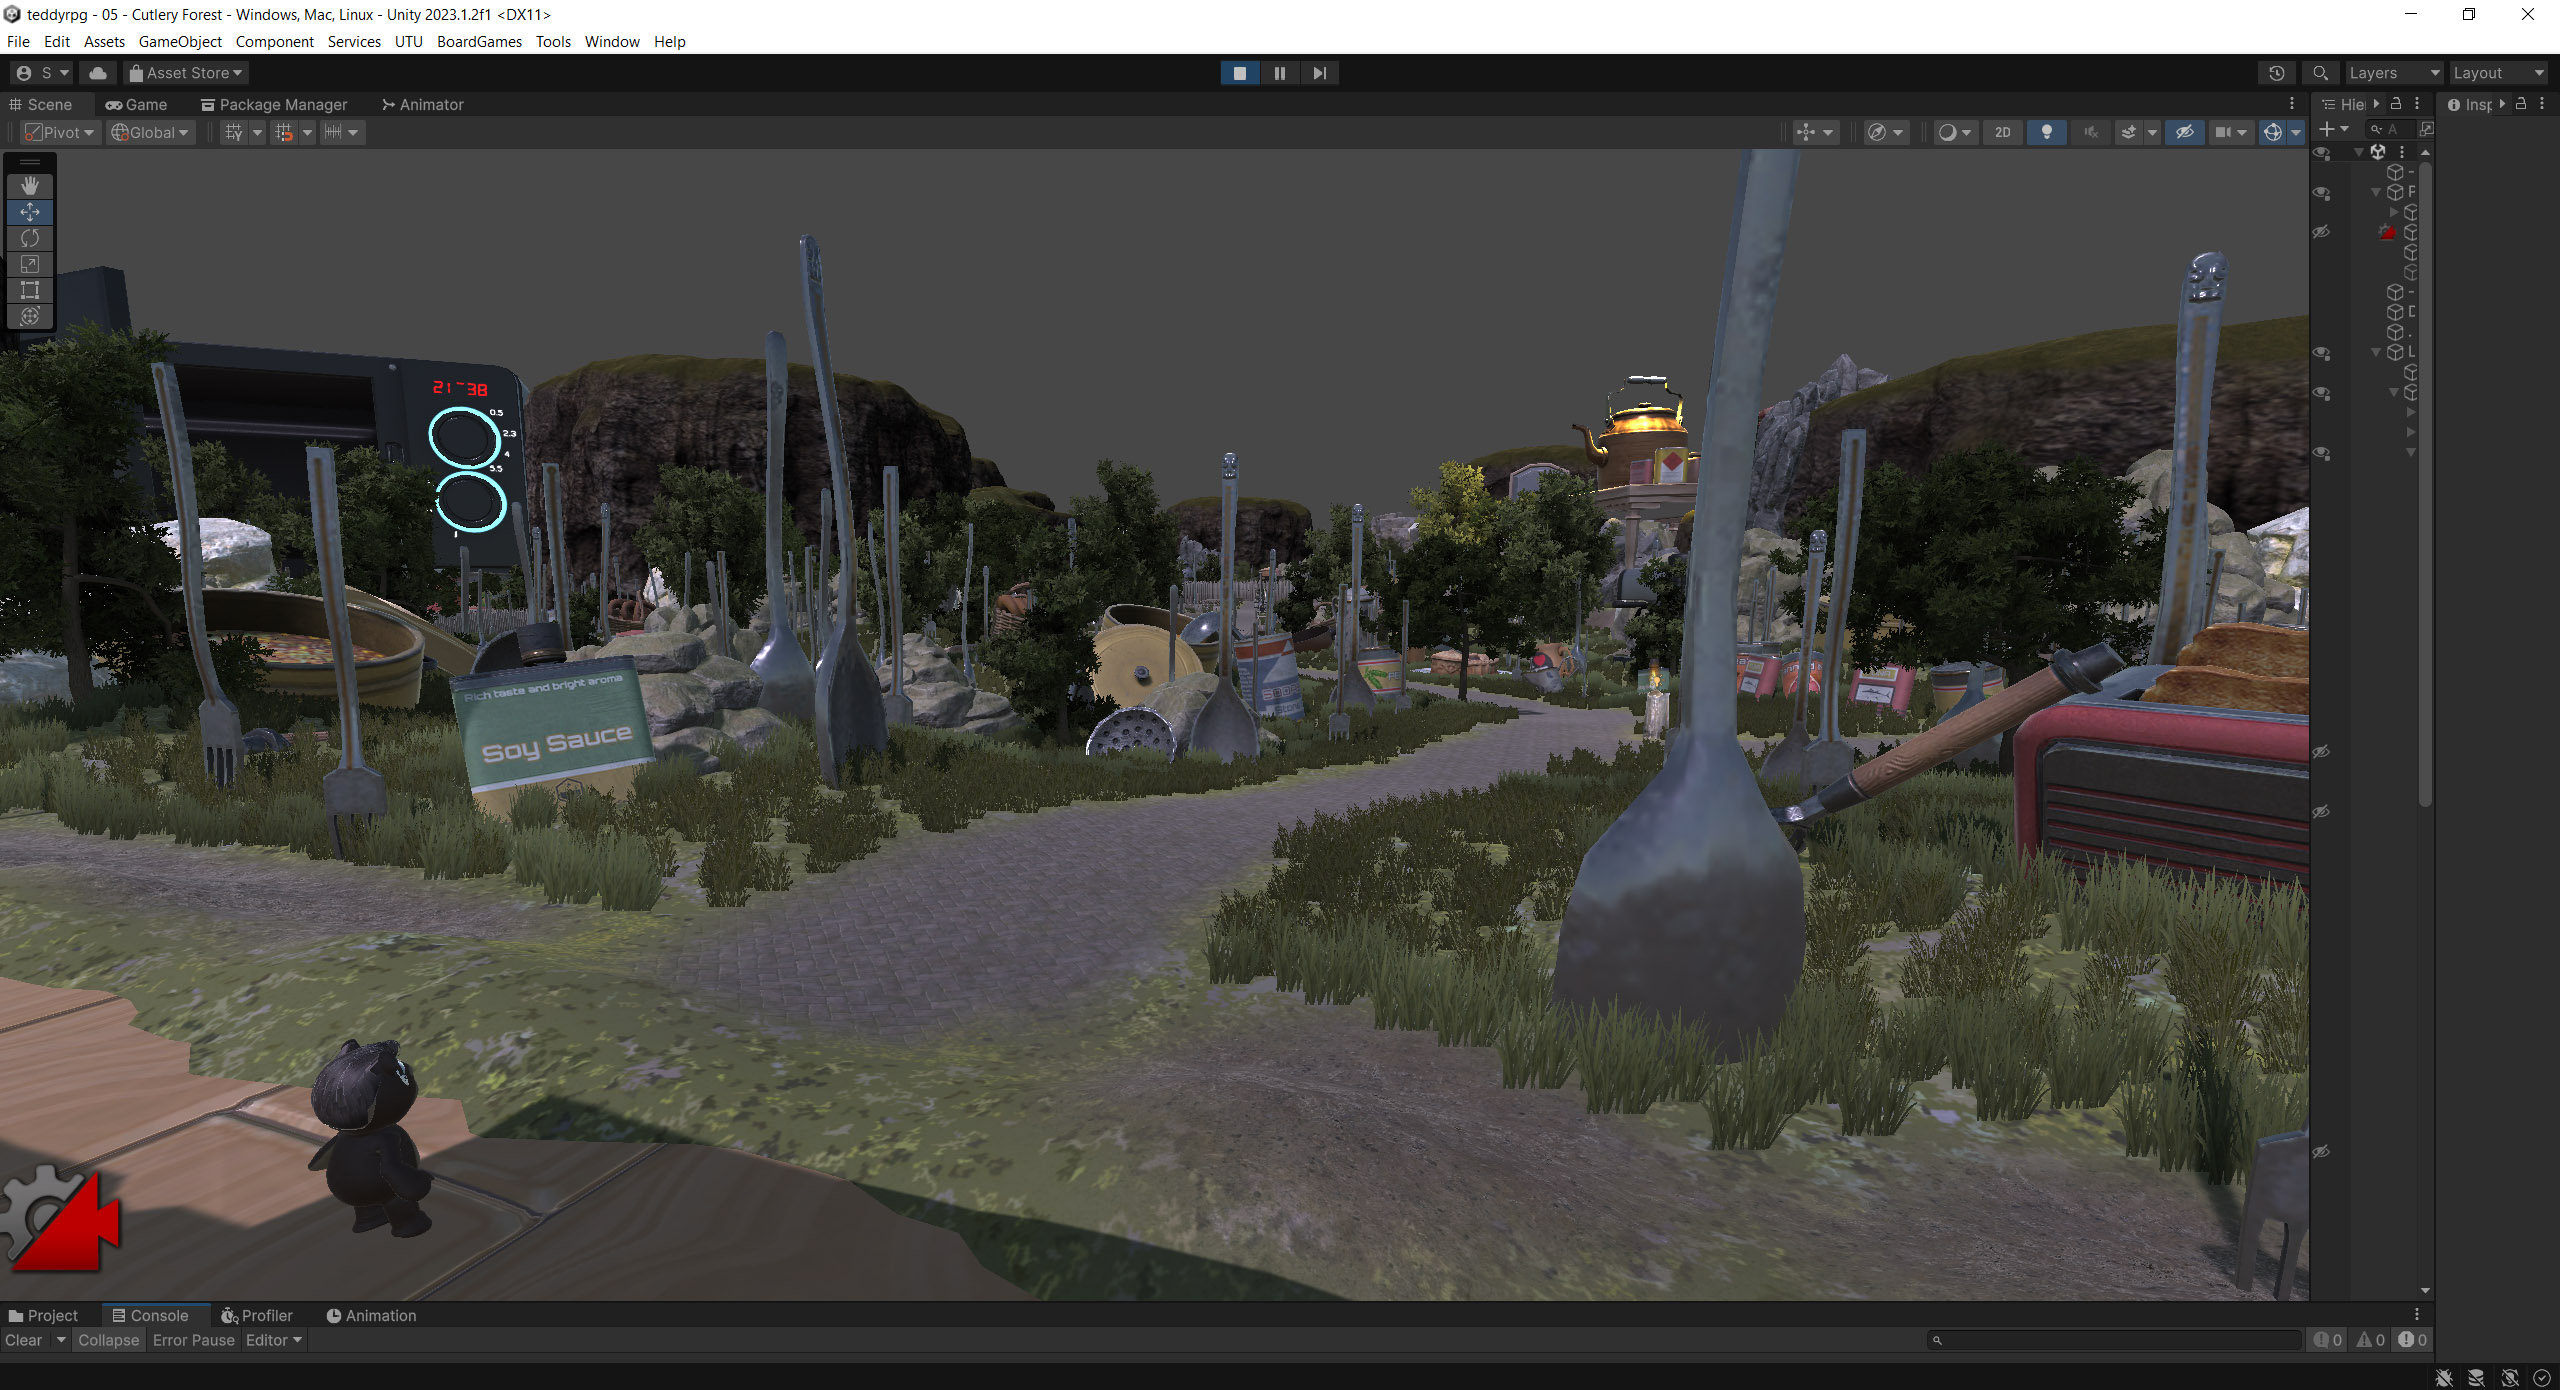 teddyrpg - 05 - Cutlery Forest - Windows, Mac, Linux - Unity 2023.1.2f1 <DX11>
File Edit Assets GameObject Component Services UTU BoardGames Tools Window Help
S Asset Store Layers Layout
Scene Game Package Manager Animator Hie Insp
Pivot Global 2D A
21 38
0.5
2.3
4
5.5
1
Rich taste and bright aroma
Soy Sauce
Project Console Profiler Animation
Clear Collapse Error Pause Editor 0 0 0